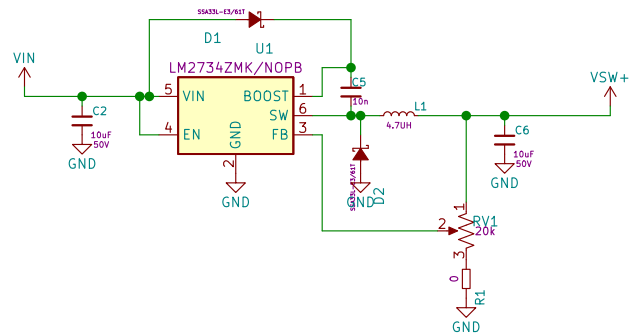 SSA33L-E3/61T
D1
U1
VIN
LM2734ZMK/NOPB
VSW+
C5
10n
5
VIN
BOOST
1
C2
10uF
50V
SW
6
L1
4.7UH
4
EN
GND
FB
3
C6
10uF
50V
GND
2
GND
SSA33L-E3/61T
D2
GND
GND
1
RV1
20k
2
3
0
R1
GND